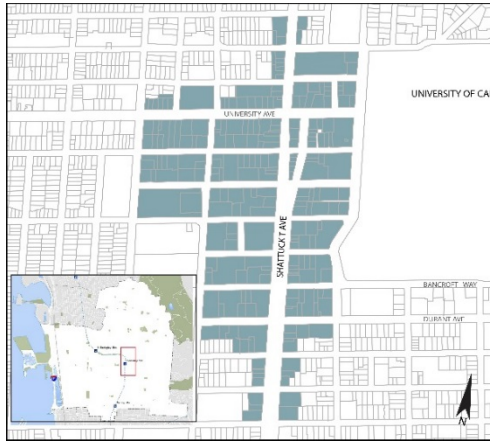 UNIVERSITY OF CA
UNIVERSITY AVE
SHATTUCK AVE
BANCROFT WAY
DURANT AVE
N